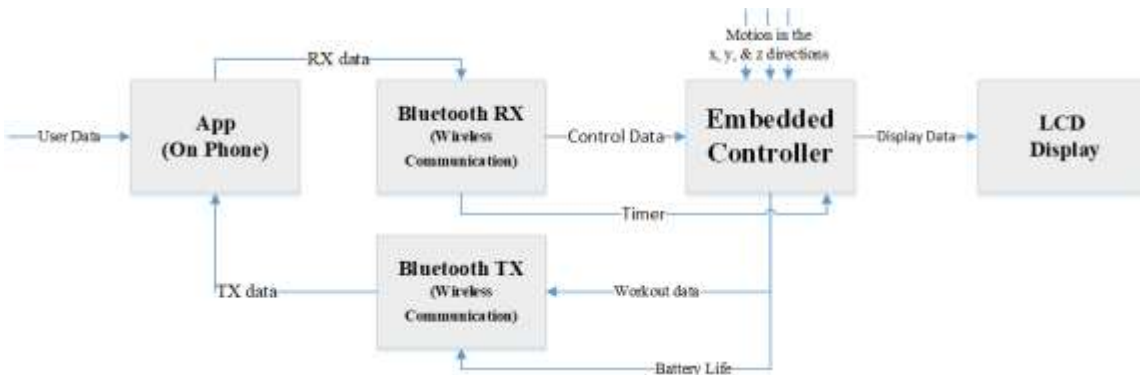 Motion in the
x, y, & z directions
RX data
User Data
App
(On Phone)
Bluetooth RX
(Wireless
Communication)
Control Data
Embedded
Controller
Display Data
LCD
Display
Timer
Bluetooth TX
(Wireless
Communication)
TX data
Workout data
Battery Life